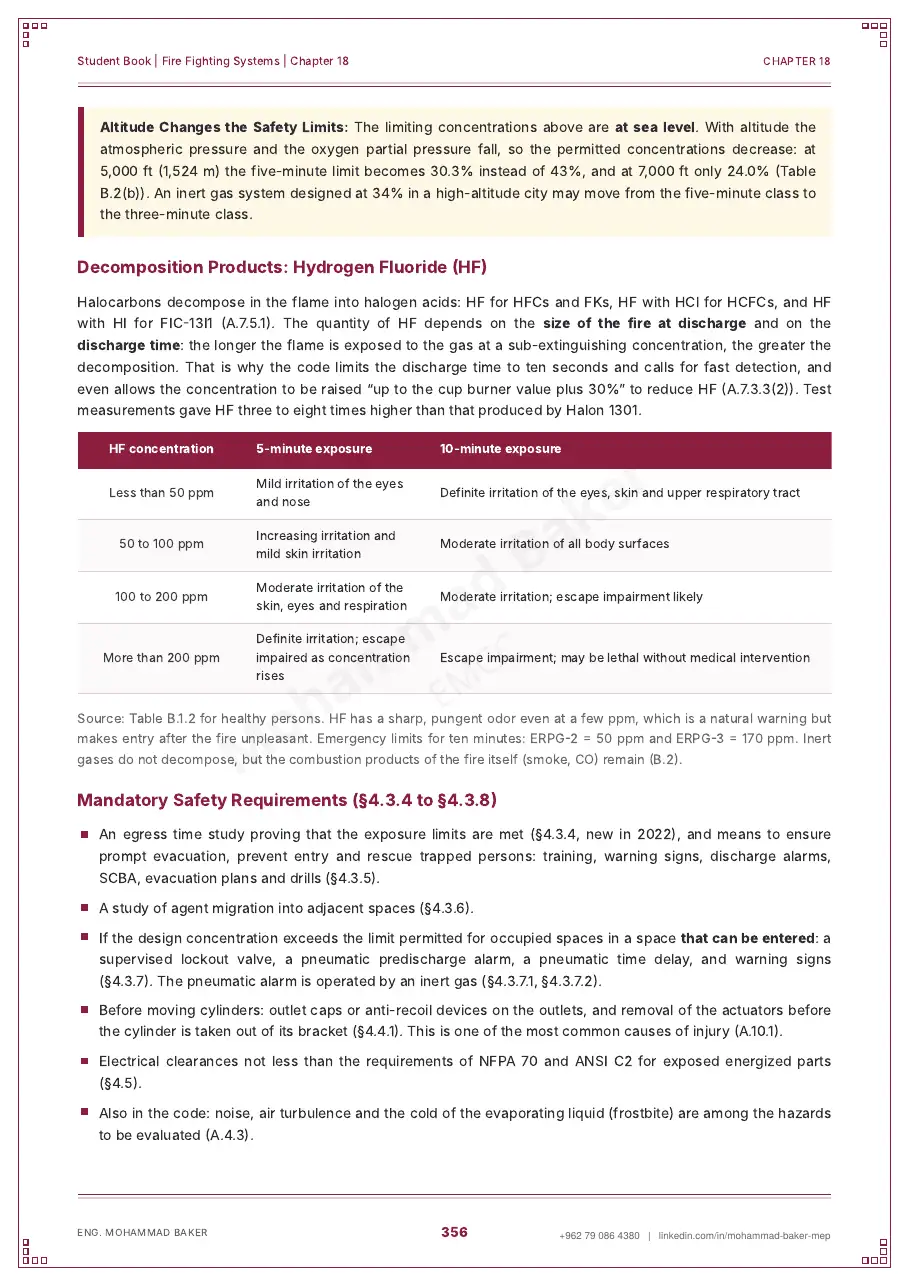 Student Book | Fire Fighting Systems | Chapter 18
CHAPTER 18
Altitude Changes the Safety Limits: The limiting concentrations above are at sea level. With altitude the
atmospheric pressure and the oxygen partial pressure fall, so the permitted concentrations decrease: at
5,000 ft (1,524 m) the five-minute limit becomes 30.3% instead of 43%, and at 7,000 ft only 24.0% (Table
B.2(b)). An inert gas system designed at 34% in a high-altitude city may move from the five-minute class to
the three-minute class.
Decomposition Products: Hydrogen Fluoride (HF)
Halocarbons decompose in the flame into halogen acids: HF for HFCs and FKs, HF with HCl for HCFCs, and HF
with HI for FIC-13I1 (A.7.5.1). The quantity of HF depends on the size of the fire at discharge and on the
discharge time: the longer the flame is exposed to the gas at a sub-extinguishing concentration, the greater the
decomposition. That is why the code limits the discharge time to ten seconds and calls for fast detection, and
even allows the concentration to be raised “up to the cup burner value plus 30%” to reduce HF (A.7.3.3(2)). Test
measurements gave HF three to eight times higher than that produced by Halon 1301.
HF concentration
5-minute exposure
10-minute exposure
Less than 50 ppm
Mild irritation of the eyes
and nose
Definite irritation of the eyes, skin and upper respiratory tract
50 to 100 ppm
Increasing irritation and
mild skin irritation
Moderate irritation of all body surfaces
100 to 200 ppm
Moderate irritation of the
skin, eyes and respiration
Moderate irritation; escape impairment likely
More than 200 ppm
Definite irritation; escape
impaired as concentration
rises
Escape impairment; may be lethal without medical intervention
Mohammad Baker
EMCC
Source: Table B.1.2 for healthy persons. HF has a sharp, pungent odor even at a few ppm, which is a natural warning but
makes entry after the fire unpleasant. Emergency limits for ten minutes: ERPG-2 = 50 ppm and ERPG-3 = 170 ppm. Inert
gases do not decompose, but the combustion products of the fire itself (smoke, CO) remain (B.2).
Mandatory Safety Requirements (§4.3.4 to §4.3.8)
An egress time study proving that the exposure limits are met (§4.3.4, new in 2022), and means to ensure
prompt evacuation, prevent entry and rescue trapped persons: training, warning signs, discharge alarms,
SCBA, evacuation plans and drills (§4.3.5).
A study of agent migration into adjacent spaces (§4.3.6).
If the design concentration exceeds the limit permitted for occupied spaces in a space that can be entered: a
supervised lockout valve, a pneumatic predischarge alarm, a pneumatic time delay, and warning signs
(§4.3.7). The pneumatic alarm is operated by an inert gas (§4.3.7.1, §4.3.7.2).
Before moving cylinders: outlet caps or anti-recoil devices on the outlets, and removal of the actuators before
the cylinder is taken out of its bracket (§4.4.1). This is one of the most common causes of injury (A.10.1).
Electrical clearances not less than the requirements of NFPA 70 and ANSI C2 for exposed energized parts
(§4.5).
Also in the code: noise, air turbulence and the cold of the evaporating liquid (frostbite) are among the hazards
to be evaluated (A.4.3).
ENG. MOHAMMAD BAKER
356
+962 79 086 4380 | linkedin.com/in/mohammad-baker-mep